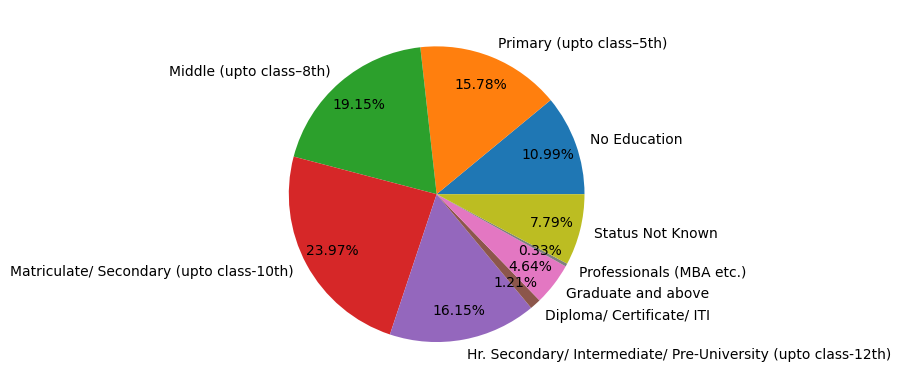 Primary (upto class–5th)
Middle (upto class–8th)
15.78%
19.15%
No Education
10.99%
7.79%
Status Not Known
0.33%
23.97%
4.64%
Matriculate/ Secondary (upto class-10th)
Professionals (MBA etc.)
1.21%
Graduate and above
16.15%
Diploma/ Certificate/ ITI
Hr. Secondary/ Intermediate/ Pre-University (upto class-12th)